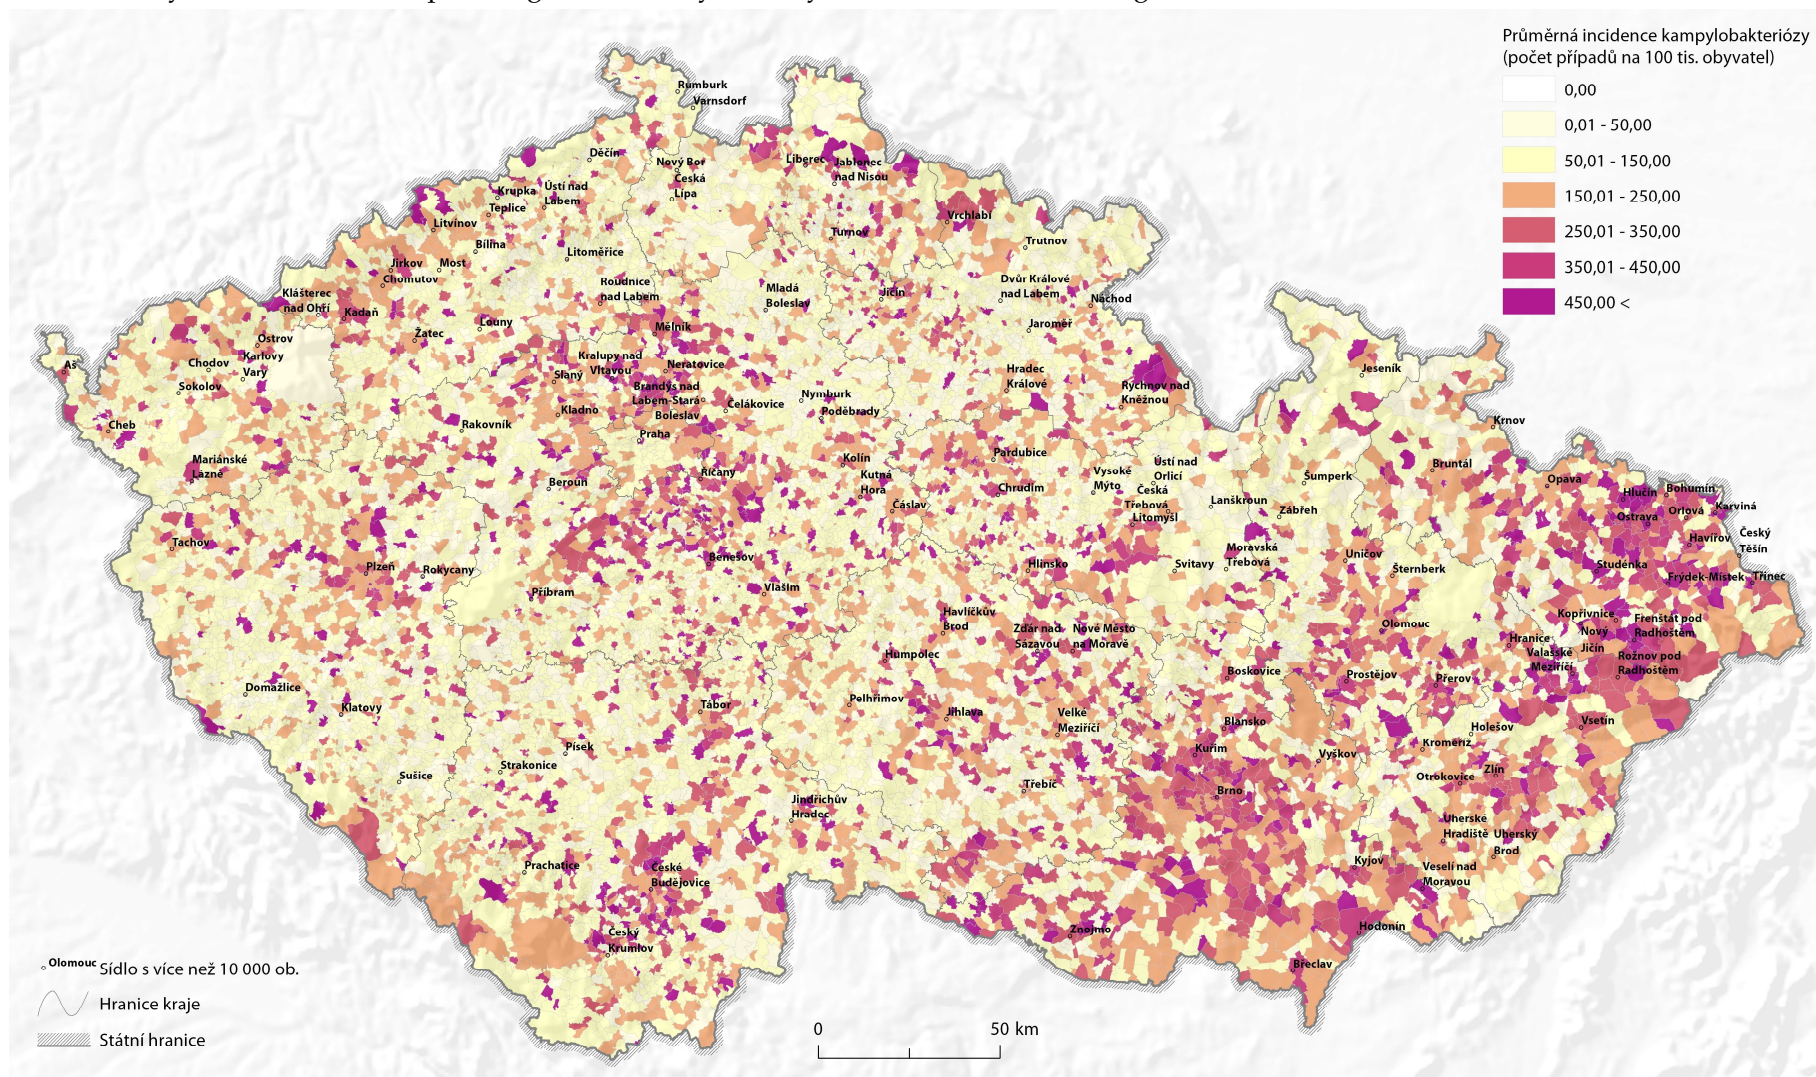 Průměrná incidence kampylobakteriózy
(počet případů na 100 tis. obyvatel)
0,00
0,01 - 50,00
50,01 - 150,00
150,01 - 250,00
250,01 - 350,00
350,01 - 450,00
450,00 <
Rumburk
Varnsdorf
Děčín
Nový Bor
Česká
Lípa
Liberec
Jablonec
nad Nisou
Krupka
Ústí nad
Labem
Teplice
Litvínov
Vrchlabí
Turnov
Trutnov
Bílina
Litoměřice
Jirkov
Most
Chomutov
Roudnice
nad Labem
Mladá
Boleslav
Jičín
Dvůr Králové
nad Labem
Náchod
Klášterec
nad Ohří
Kadaň
Louny
Mělník
Jaroměř
Žatec
Ostrov
Chodov
Karlovy
Vary
Aš
Sokolov
Kralupy nad
Vltavou
Slaný
Neratovice
Brandýs nad
Labem-Stará
Boleslav
Čelákovice
Nymburk
Poděbrady
Hradec
Králové
Rychnov nad
Kněžnou
Jeseník
Kladno
Rakovník
Praha
Cheb
Krnov
Mariánské
Lázně
Říčany
Kolín
Kutná
Hora
Pardubice
Vysoké
Mýto
Ústí nad
Orlicí
Česká
Třebová
Litomyšl
Lanškroun
Šumperk
Zábřeh
Bruntál
Opava
Hlučín
Bohumín
Ostrava
Orlová
Karviná
Havířov
Český
Těšín
Beroun
Chrudim
Čáslav
Tachov
Plzeň
Rokycany
Benešov
Vlašim
Příbram
Hlinsko
Svitavy
Moravská
Třebová
Uničov
Šternberk
Studénka
Frýdek-Místek
Třinec
Havlíčkův
Brod
Žďár nad
Sázavou
Nové Město
na Moravě
Olomouc
Kopřivnice
Frenštát pod
Radhoštěm
Nový
Jičín
Hranice
Valašské
Meziříčí
Rožnov pod
Radhoštěm
Humpolec
Boskovice
Prostějov
Přerov
Domažlice
Klatovy
Tábor
Pelhřimov
Jihlava
Velké
Meziříčí
Blansko
Holešov
Vsetín
Kroměříž
Kuřim
Vyškov
Písek
Strakonice
Sušice
Otrokovice
Zlín
Třebíč
Brno
Jindřichův
Hradec
Uherské
Hradiště
Uherský
Brod
Prachatice
České
Budějovice
Kyjov
Veselí nad
Moravou
Český
Krumlov
Znojmo
Hodonín
Břeclav
Olomouc
Sídlo s více než 10 000 ob.
Hranice kraje
Státní hranice
0
50 km